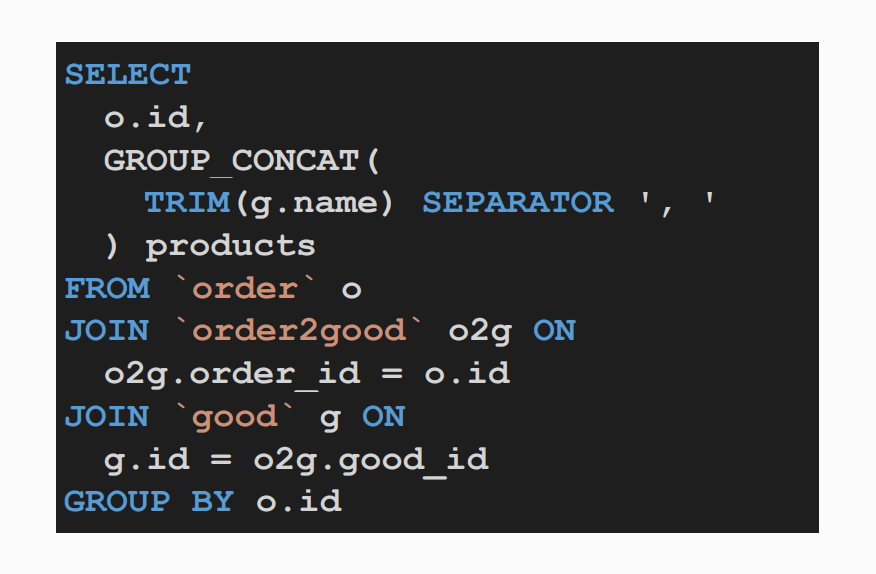 SELECT
  o.id,
  GROUP_CONCAT(
    TRIM(g.name) SEPARATOR ', '
  ) products
FROM `order` o
JOIN `order2good` o2g ON
  o2g.order_id = o.id
JOIN `good` g ON
  g.id = o2g.good_id
GROUP BY o.id